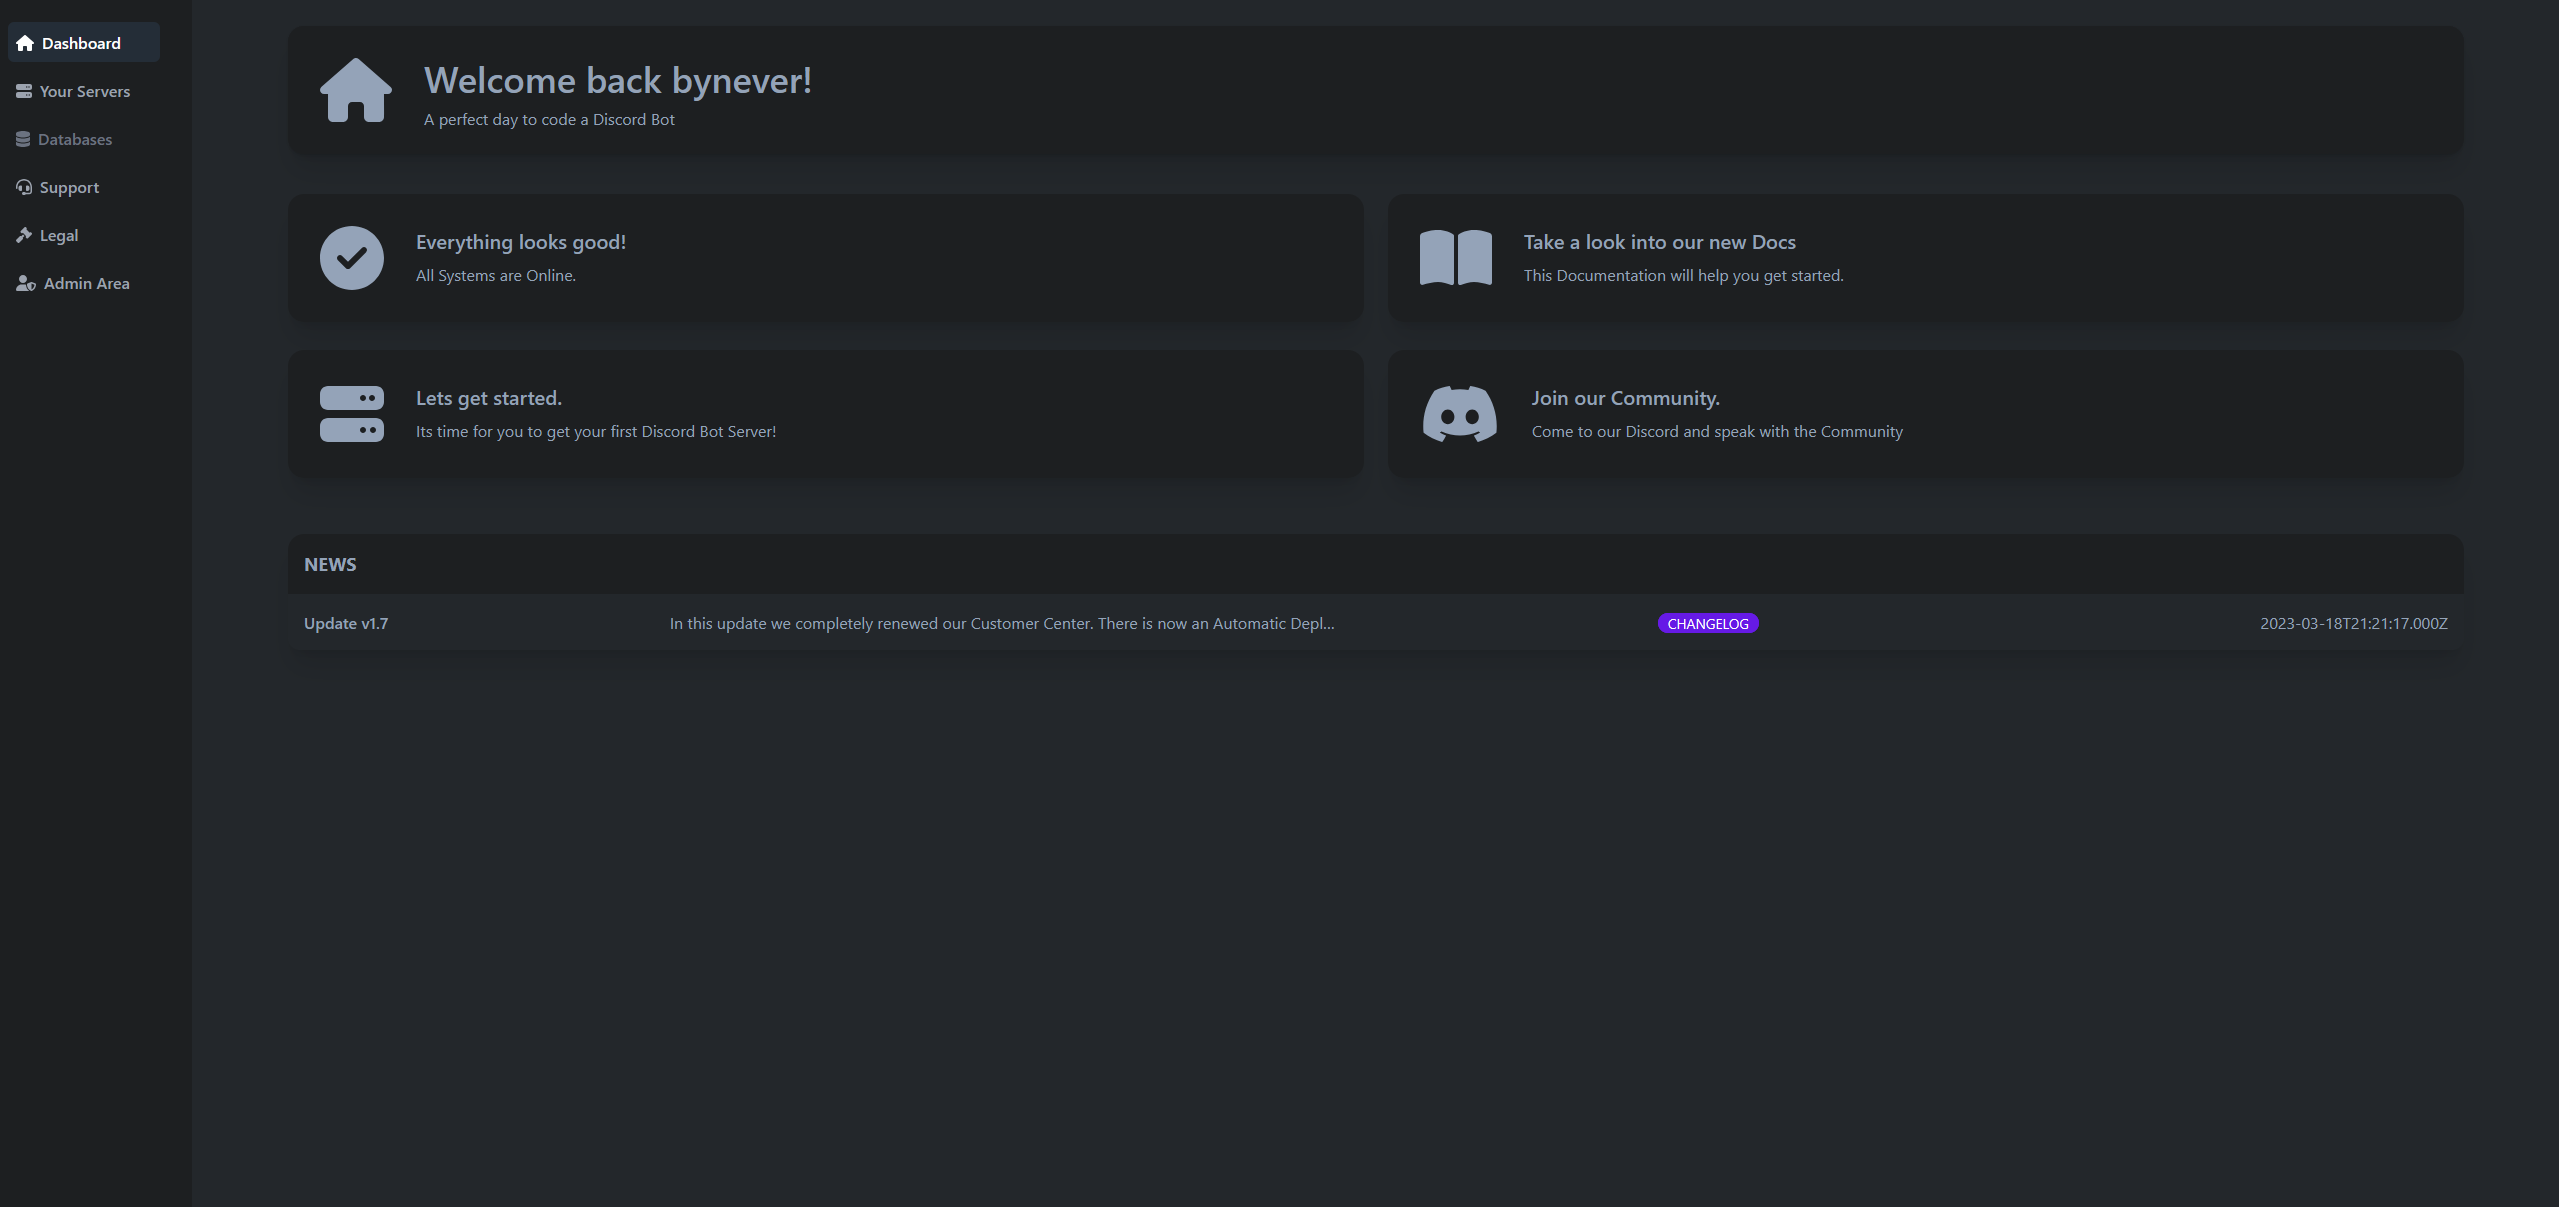 Dashboard
Your Servers
Databases
Support
Legal
Admin Area
Welcome back bynever!
A perfect day to code a Discord Bot
Everything looks good!
All Systems are Online.
Take a look into our new Docs
This Documentation will help you get started.
Lets get started.
Its time for you to get your first Discord Bot Server!
Join our Community.
Come to our Discord and speak with the Community
NEWS
Update v1.7 In this update we completely renewed our Customer Center. There is now an Automatic Depl... CHANGELOG 2023-03-18T21:21:17.000Z